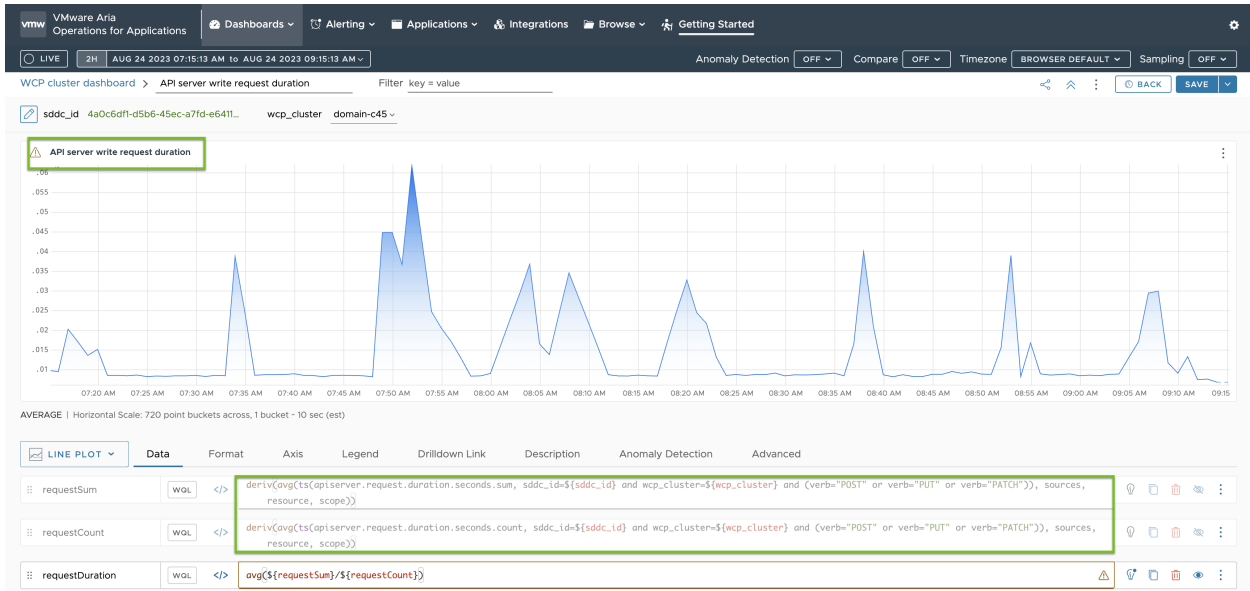 vmw VMware Aria
Operations for Applications
Dashboards Alerting Applications Integrations Browse Getting Started
LIVE 2H AUG 24 2023 07:15:13 AM to AUG 24 2023 09:15:13 AM Anomaly Detection OFF Compare OFF Timezone BROWSER DEFAULT Sampling OFF
WCP cluster dashboard > API server write request duration Filter key = value BACK SAVE
sddc_id 4a0c6df1-d5b6-45ec-a7fd-e6411... wcp_cluster domain-c45
API server write request duration
.06
.055
.05
.045
.04
.035
.03
.025
.02
.015
.01
07:20 AM 07:25 AM 07:30 AM 07:35 AM 07:40 AM 07:45 AM 07:50 AM 07:55 AM 08:00 AM 08:05 AM 08:10 AM 08:15 AM 08:20 AM 08:25 AM 08:30 AM 08:35 AM 08:40 AM 08:45 AM 08:50 AM 08:55 AM 09:00 AM 09:05 AM 09:10 AM 09:15
AVERAGE | Horizontal Scale: 720 point buckets across, 1 bucket - 10 sec (est)
LINE PLOT Data Format Axis Legend Drilldown Link Description Anomaly Detection Advanced
requestSum WQL </> deriv(avg(ts(apiserver.request.duration.seconds.sum, sddc_id=${sddc_id} and wcp_cluster=${wcp_cluster} and (verb="POST" or verb="PUT" or verb="PATCH")), sources,
resource, scope))
requestCount WQL </> deriv(avg(ts(apiserver.request.duration.seconds.count, sddc_id=${sddc_id} and wcp_cluster=${wcp_cluster} and (verb="POST" or verb="PUT" or verb="PATCH")), sources,
resource, scope))
requestDuration WQL </> avg(${requestSum}/${requestCount})